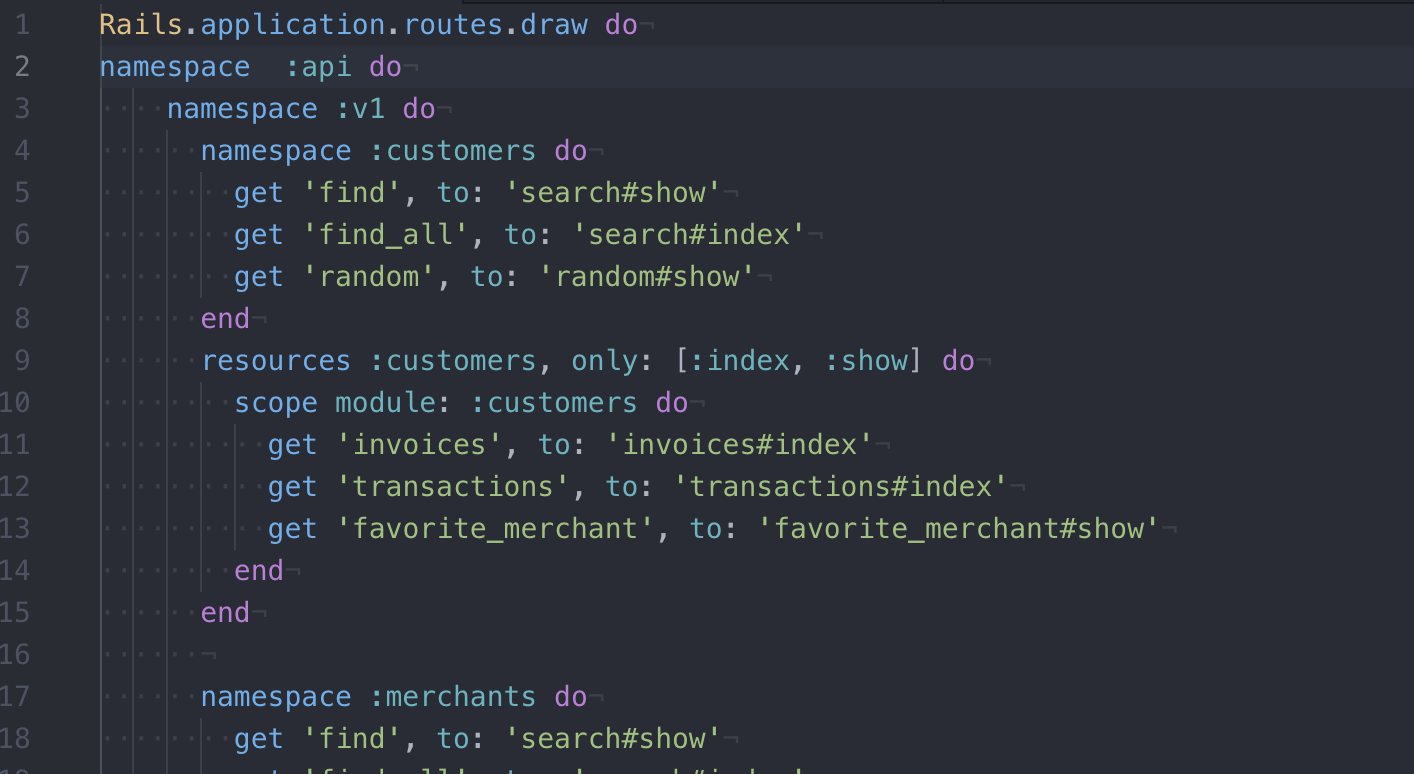 1 Rails.application.routes.draw do¬
2 namespace  :api do¬
3     namespace :v1 do¬
4       namespace :customers do¬
5         get 'find', to: 'search#show'¬
6         get 'find_all', to: 'search#index'¬
7         get 'random', to: 'random#show'¬
8       end¬
9       resources :customers, only: [:index, :show] do¬
10         scope module: :customers do¬
11           get 'invoices', to: 'invoices#index'¬
12           get 'transactions', to: 'transactions#index'¬
13           get 'favorite_merchant', to: 'favorite_merchant#show'¬
14         end¬
15       end¬
16       ¬
17       namespace :merchants do¬
18         get 'find', to: 'search#show'¬